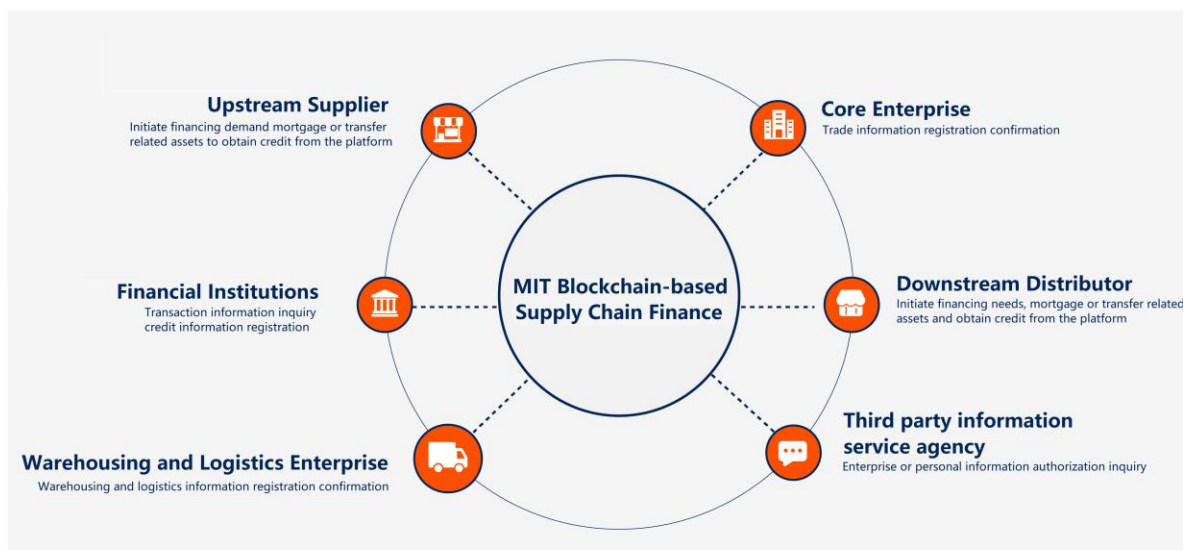 Upstream Supplier
Initiate financing demand mortgage or transfer
related assets to obtain credit from the platform
Core Enterprise
Trade information registration confirmation
Financial Institutions
Transaction information inquiry
credit information registration
MIT Blockchain-based
Supply Chain Finance
Downstream Distributor
Initiate financing needs, mortgage or transfer related
assets and obtain credit from the platform
Warehousing and Logistics Enterprise
Warehousing and logistics information registration confirmation
Third party information
service agency
Enterprise or personal information authorization inquiry